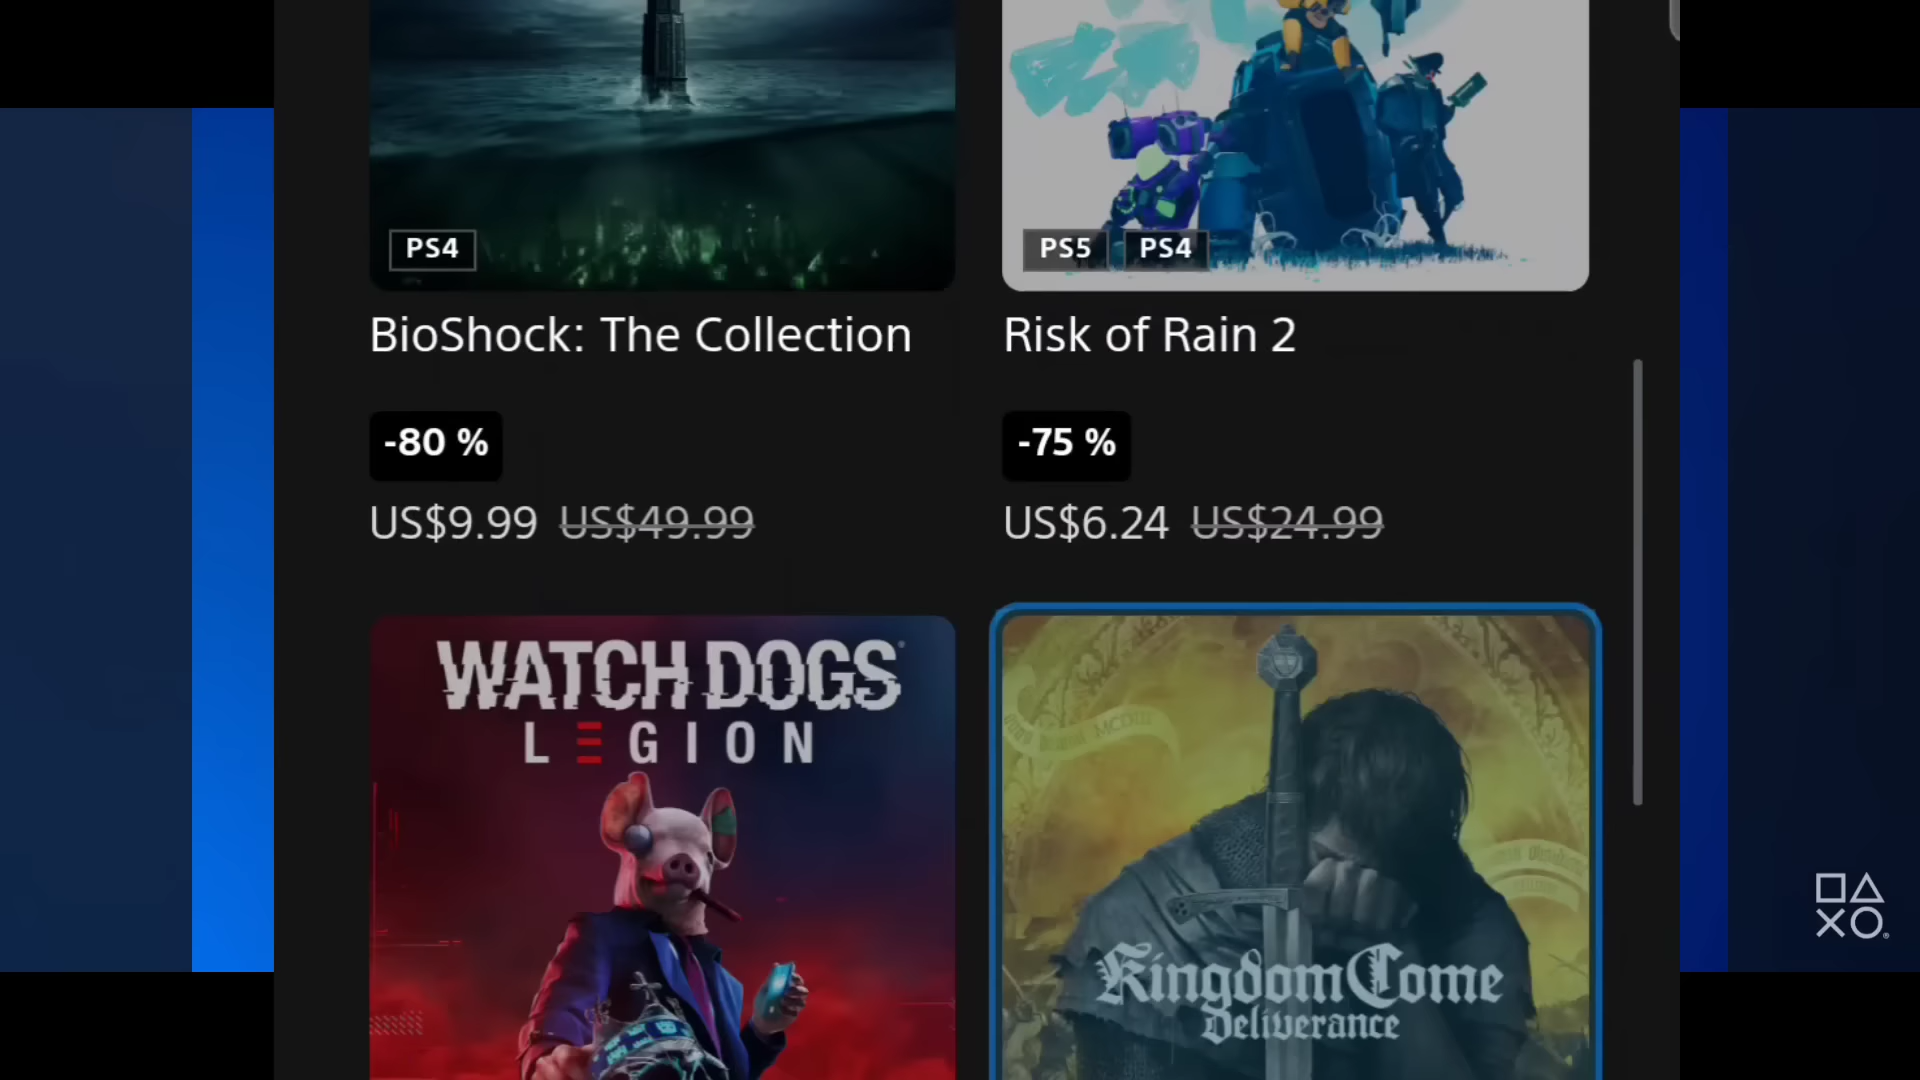 PS4
PS5 PS4
BioShock: The Collection
Risk of Rain 2
-80 %
-75 %
US$9.99 US$49.99
US$6.24 US$24.99
WATCH DOGS
LEGION
Kingdom Come
Deliverance